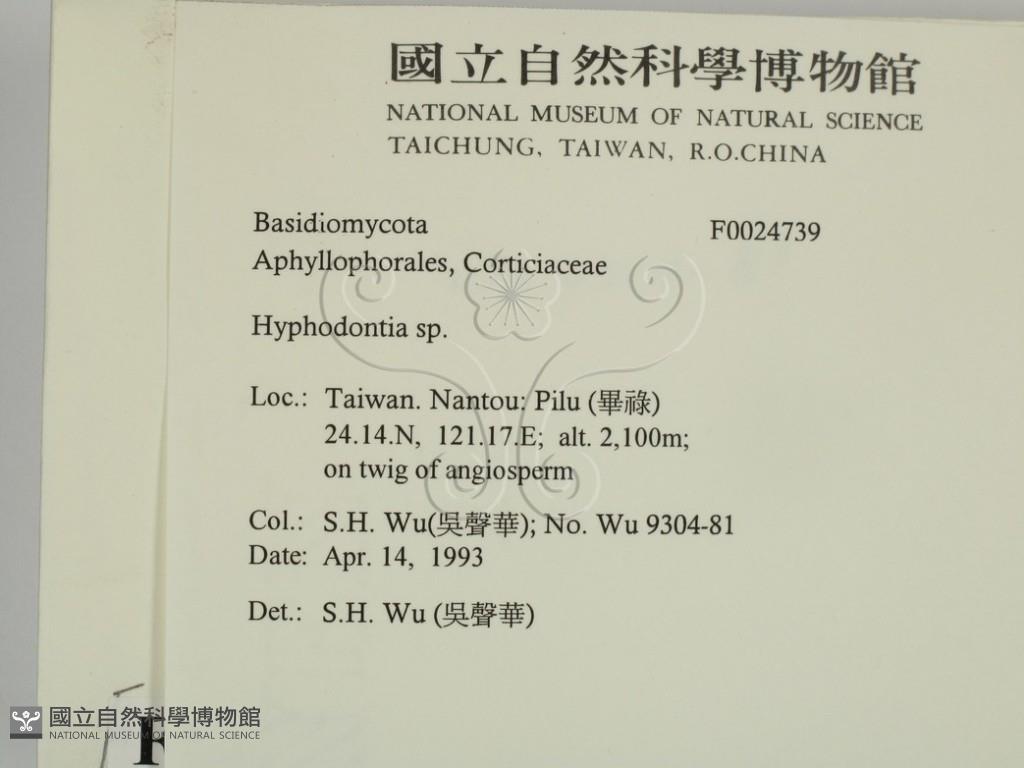 國立自然科學博物館
NATIONAL MUSEUM OF NATURAL SCIENCE
TAICHUNG, TAIWAN, R.O.CHINA
Basidiomycota F0024739
Aphyllophorales, Corticiaceae
Hyphodontia sp.
Loc.: Taiwan. Nantou: Pilu (畢祿)
24.14.N, 121.17.E; alt. 2,100m;
on twig of angiosperm
Col.: S.H. Wu(吳聲華); No. Wu 9304-81
Date: Apr. 14, 1993
Det.: S.H. Wu (吳聲華)
國立自然科學博物館
NATIONAL MUSEUM OF NATURAL SCIENCE